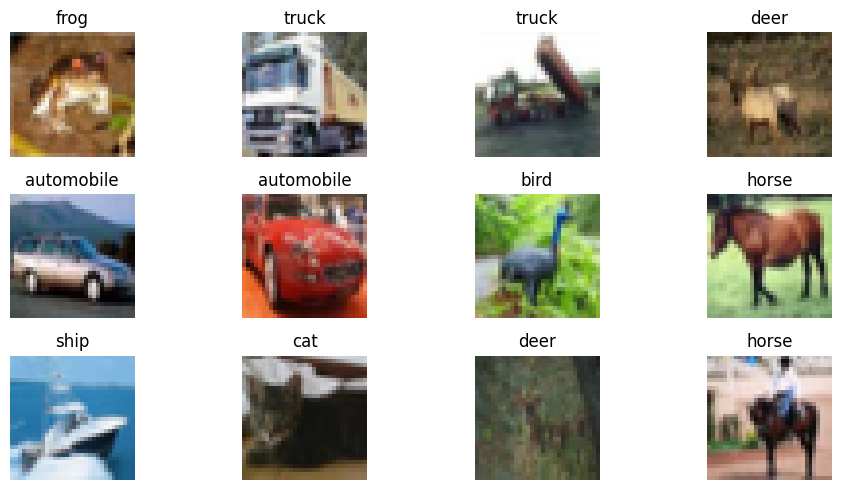 frog truck truck deer
automobile automobile bird horse
ship cat deer horse